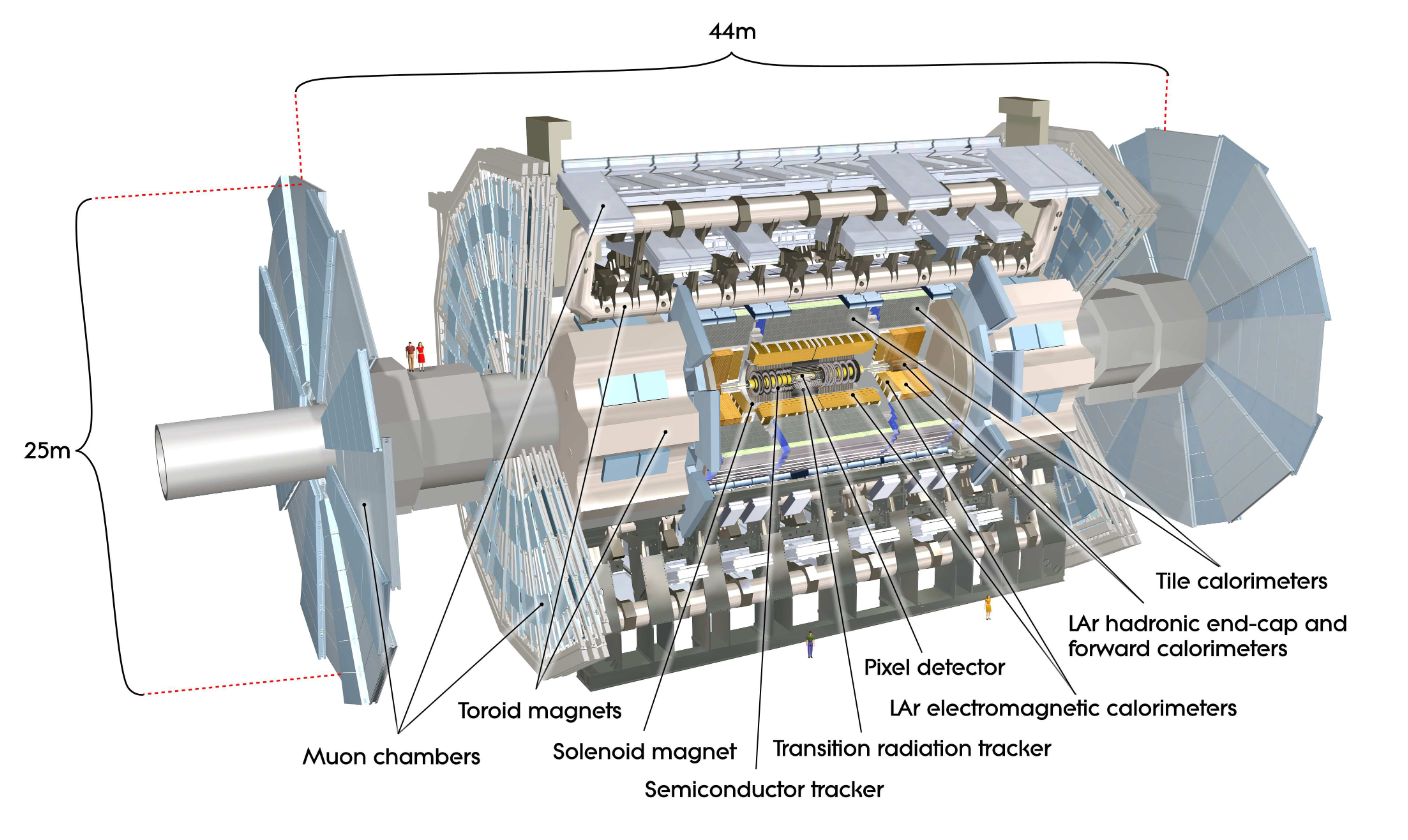 44m
25m
Tile calorimeters
LAr hadronic end-cap and
forward calorimeters
Pixel detector
LAr electromagnetic calorimeters
Toroid magnets
Muon chambers
Solenoid magnet
Transition radiation tracker
Semiconductor tracker